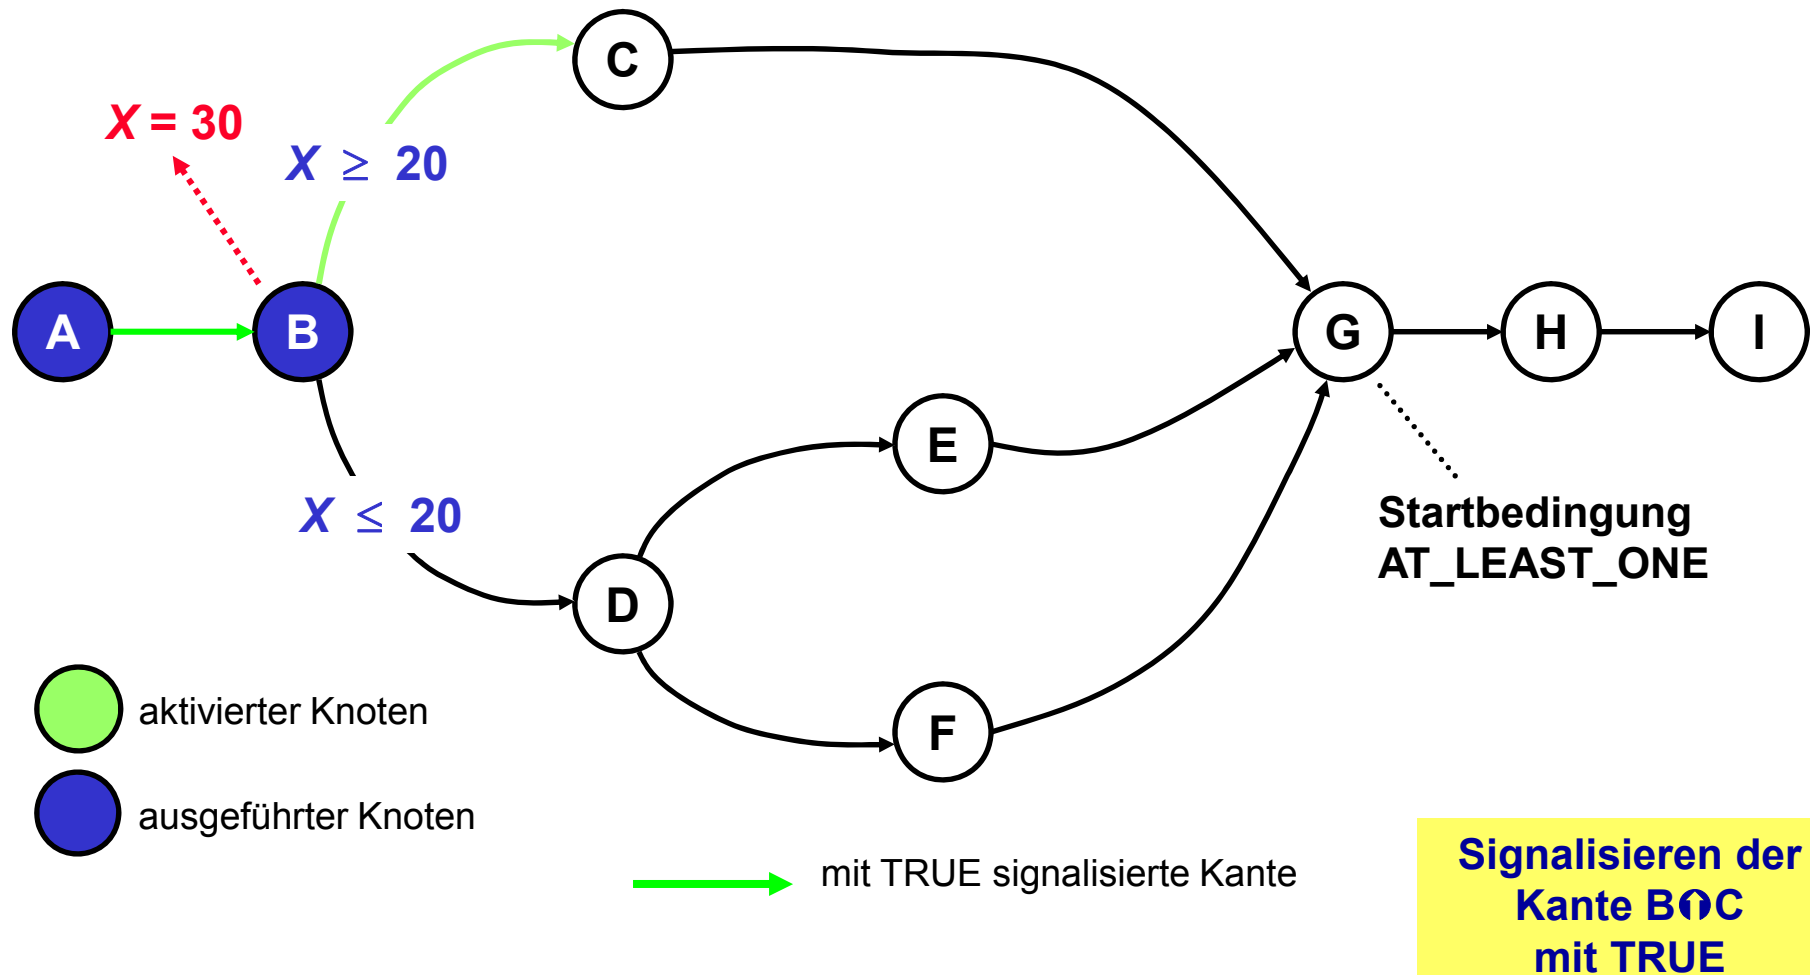 C
X = 30
X ≥ 20
A
B
G
H
I
E
X ≤ 20
Startbedingung
AT_LEAST_ONE
D
aktivierter Knoten
F
ausgeführter Knoten
mit TRUE signalisierte Kante
Signalisieren der
Kante B C
mit TRUE